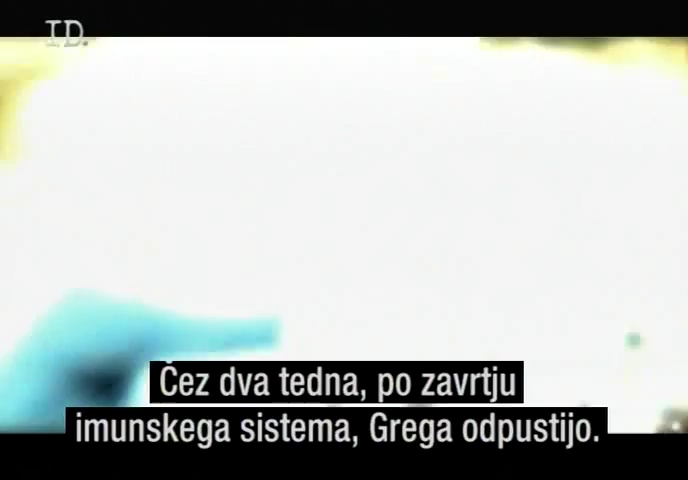 ID.
Čez dva tedna, po zavrtju
imunskega sistema, Grega odpustijo.